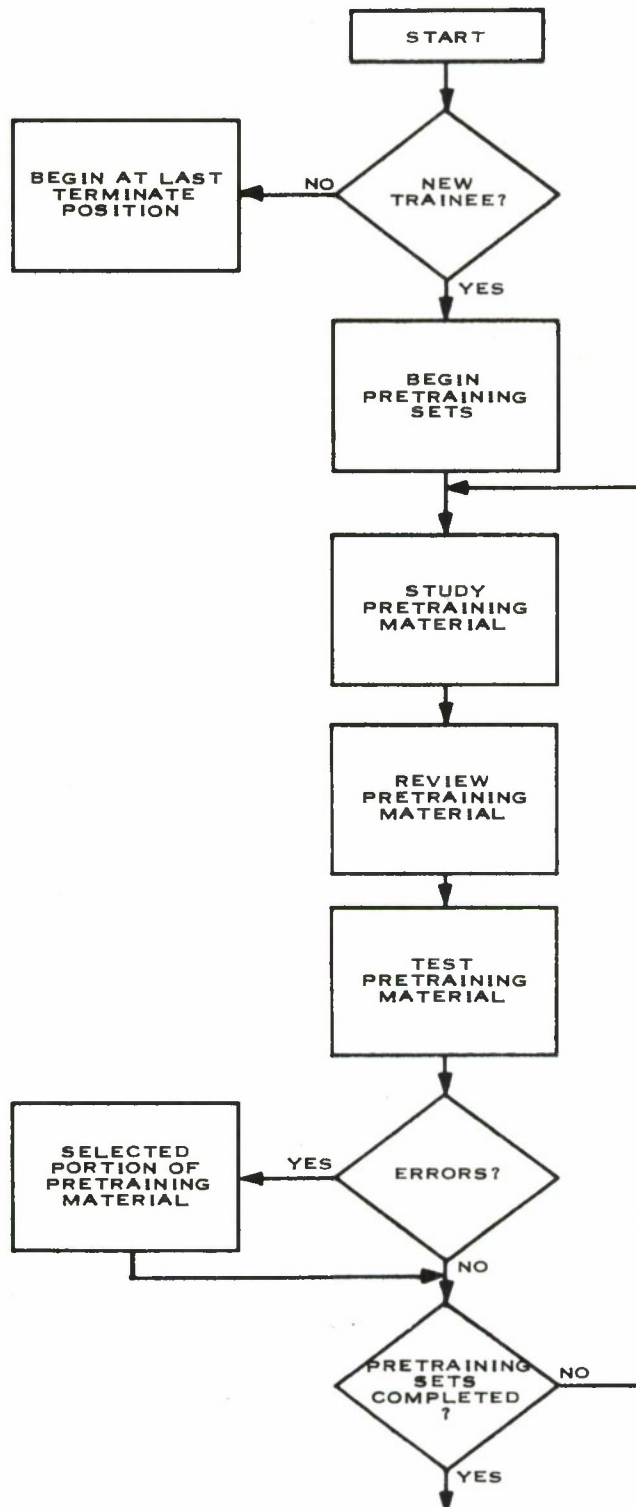 START
NEW
TRAINEE?
NO
BEGIN AT LAST
TERMINATE
POSITION
YES
BEGIN
PRETRAINING
SETS
STUDY
PRETRAINING
MATERIAL
REVIEW
PRETRAINING
MATERIAL
TEST
PRETRAINING
MATERIAL
ERRORS?
YES
SELECTED
PORTION OF
PRETRAINING
MATERIAL
NO
PRETRAINING
SETS
COMPLETED
?
NO
YES